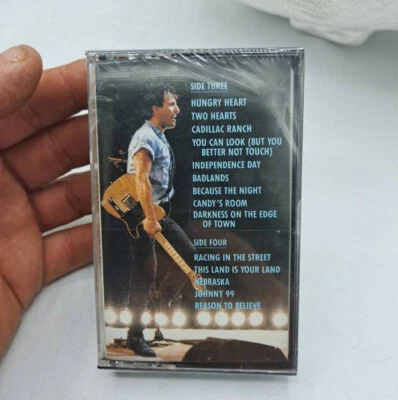 SIDE THREE
HUNGRY HEART
TWO HEARTS
CADILLAC RANCH
YOU CAN LOOK (BUT YOU
BETTER NOT TOUCH)
INDEPENDENCE DAY
BADLANDS
BECAUSE THE NIGHT
CANDY'S ROOM
DARKNESS ON THE EDGE
OF TOWN
SIDE FOUR
RACING IN THE STREET
THIS LAND IS YOUR LAND
NEBRASKA
JOHNNY 99
REASON TO BELIEVE